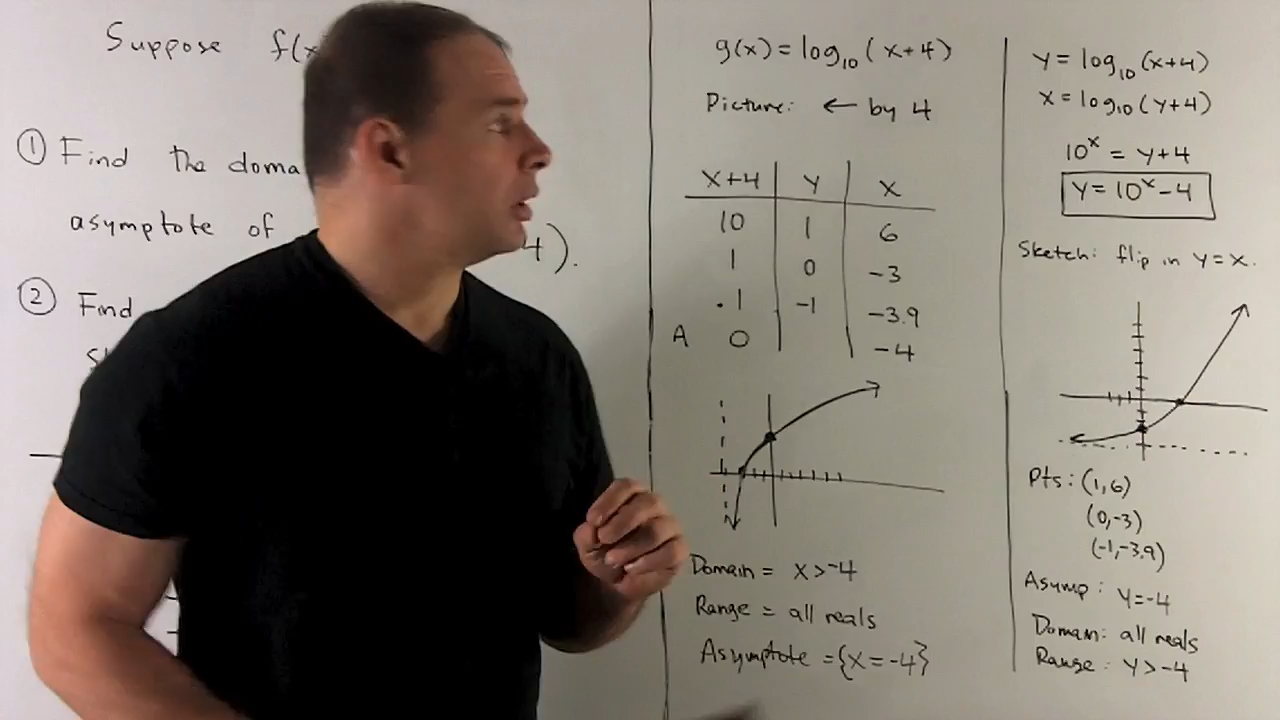 Suppose f(x
① Find the doma
asymptote of
4).
② Find
g(x) = log₁₀ (x+4)
Picture: ← by 4
x+4 y x
10 1 6
1 0 -3
.1 -1 -3.9
A 0 -4
Domain = x>-4
Range = all reals
Asymptote = {x = -4}
y = log₁₀ (x+4)
x = log₁₀ (y+4)
10ˣ = y+4
y = 10ˣ - 4
Sketch: flip in y=x.
Pts: (1,6)
(0,-3)
(-1,-3.9)
Asymp: y=-4
Domain: all reals
Range: y>-4